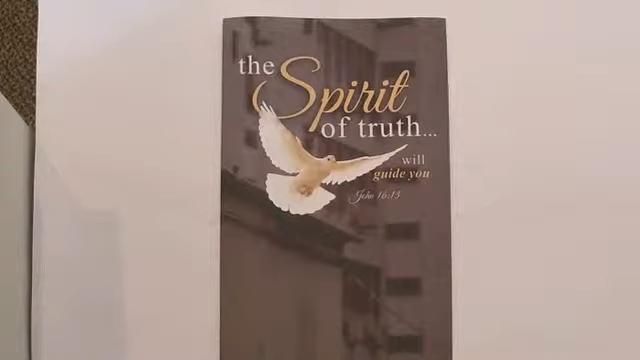 the Spirit
of truth...
will
guide you
John 16:13